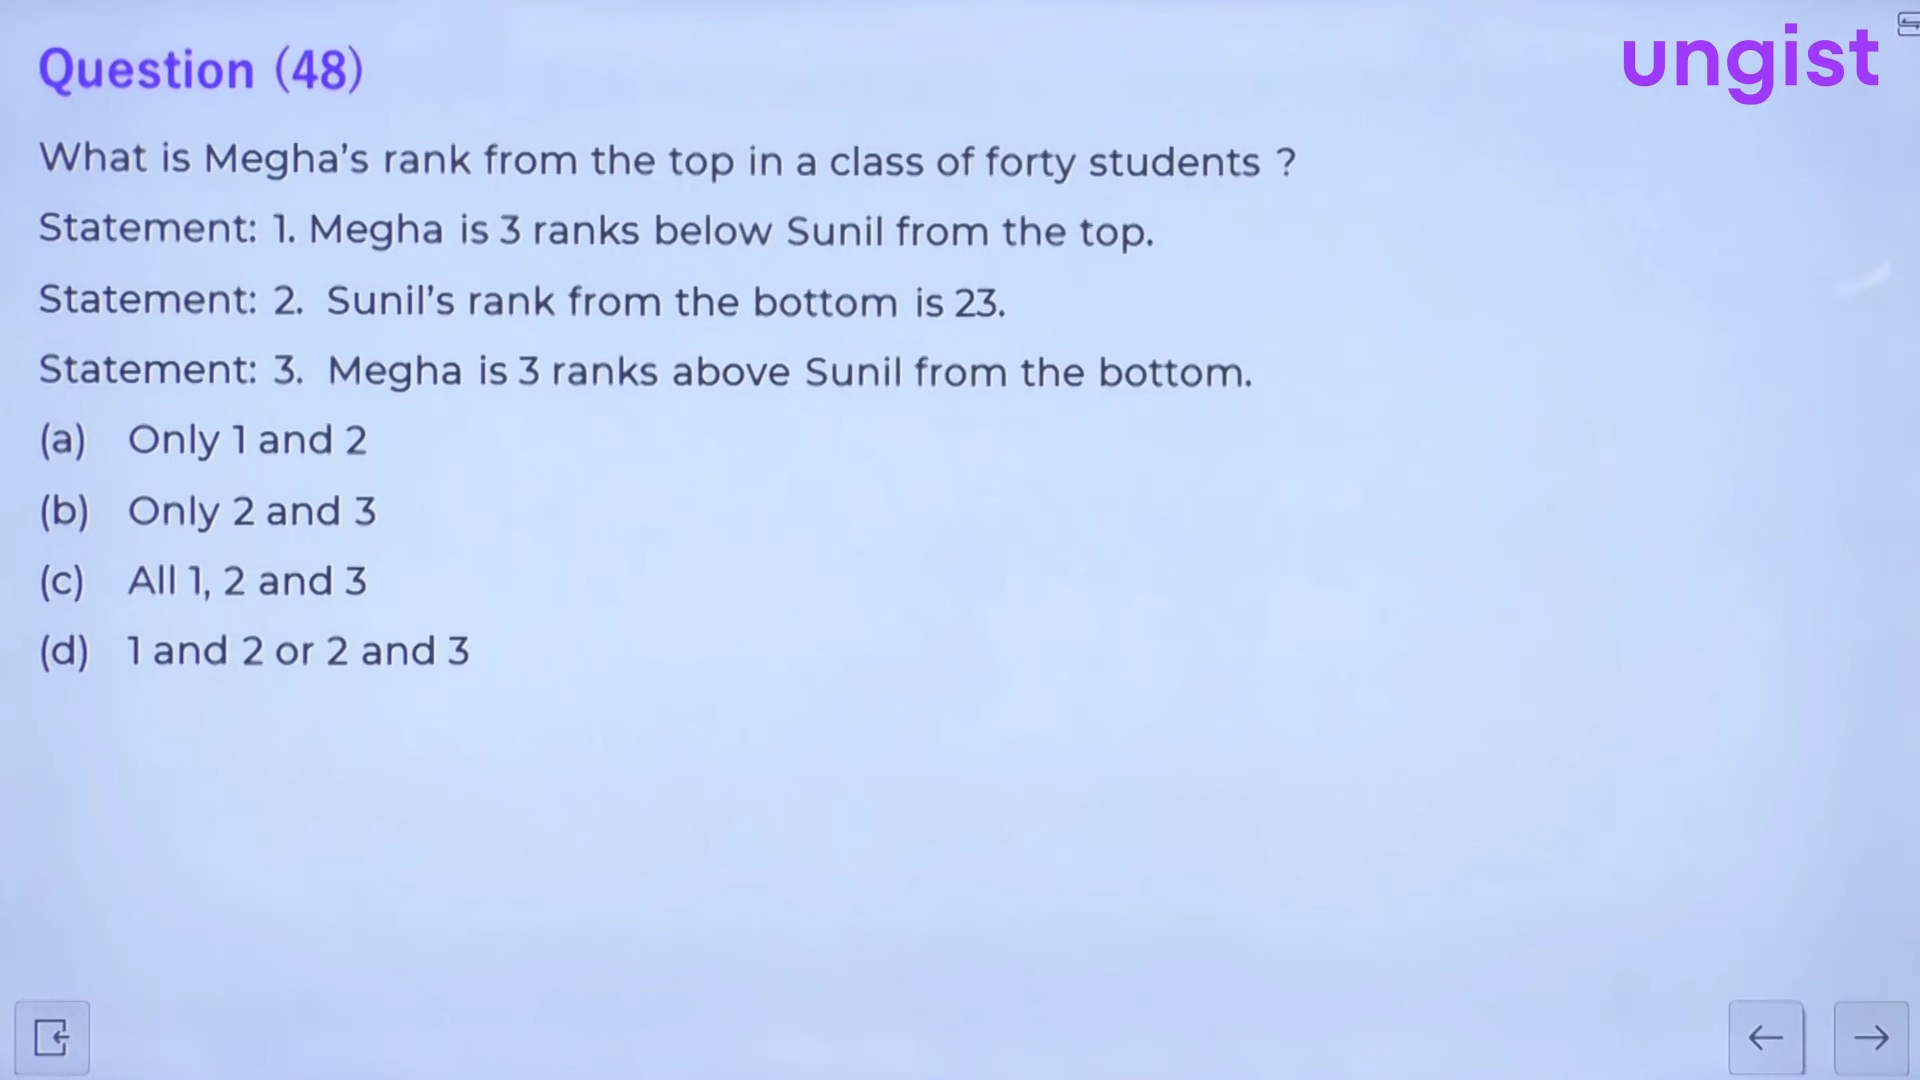 Question (48)
ungist
What is Megha's rank from the top in a class of forty students ?
Statement: 1. Megha is 3 ranks below Sunil from the top.
Statement: 2. Sunil's rank from the bottom is 23.
Statement: 3. Megha is 3 ranks above Sunil from the bottom.
(a) Only 1 and 2
(b) Only 2 and 3
(c) All 1, 2 and 3
(d) 1 and 2 or 2 and 3